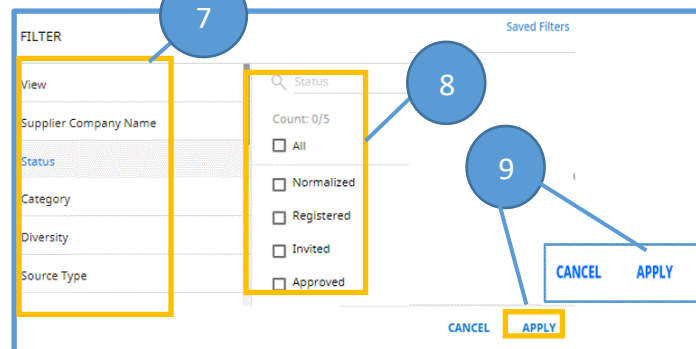 7
FILTER
Saved Filters
View
Supplier Company Name
Status
Category
Diversity
Source Type
Status
Count: 0/5
All
Normalized
Registered
Invited
Approved
8
9
CANCEL APPLY
CANCEL APPLY